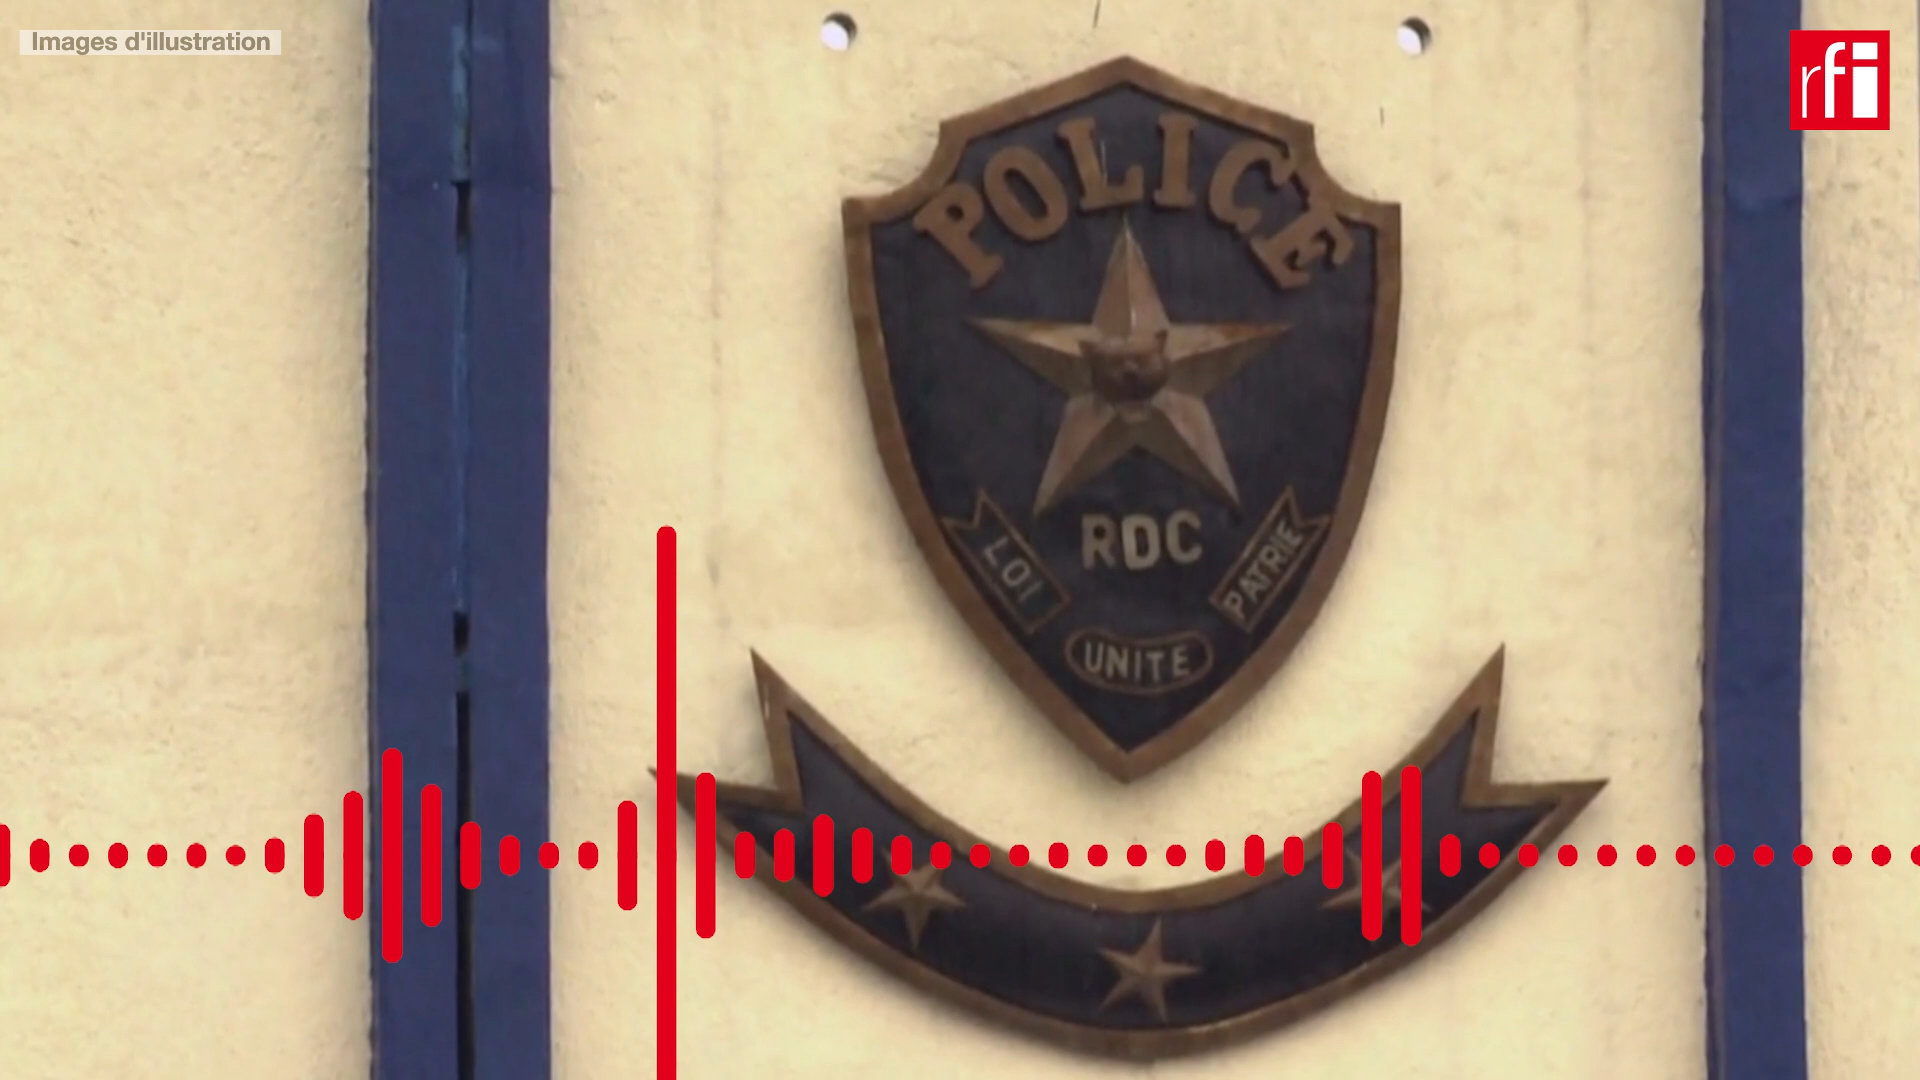 Images d'illustration
rfi
POLICE
RDC
LOI
PATRIE
UNITE